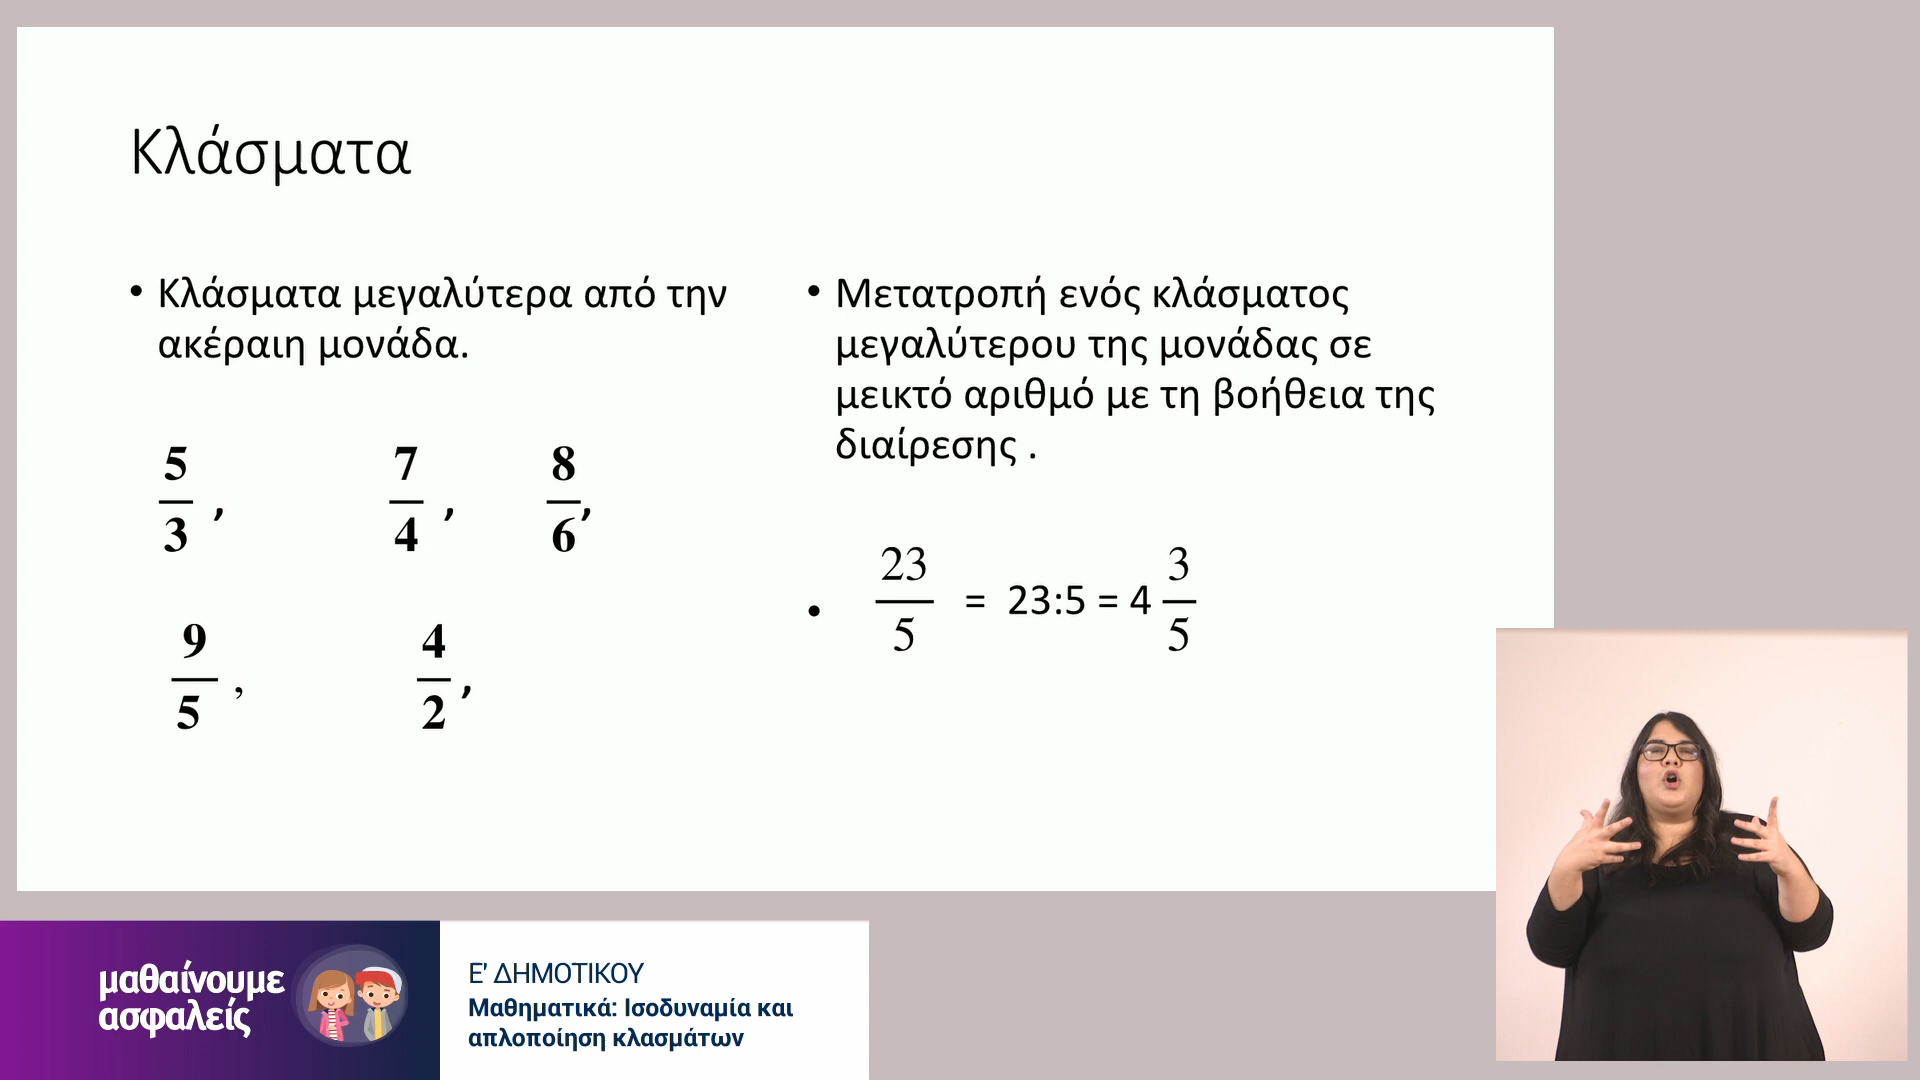 Κλάσματα
• Κλάσματα μεγαλύτερα από την
ακέραιη μονάδα.
5/3 , 7/4 , 8/6,
9/5 , 4/2,
• Μετατροπή ενός κλάσματος
μεγαλύτερου της μονάδας σε
μεικτό αριθμό με τη βοήθεια της
διαίρεσης .
• 23/5 = 23:5 = 4 3/5
μαθαίνουμε
ασφαλείς
Ε' ΔΗΜΟΤΙΚΟΥ
Μαθηματικά: Ισοδυναμία και
απλοποίηση κλασμάτων